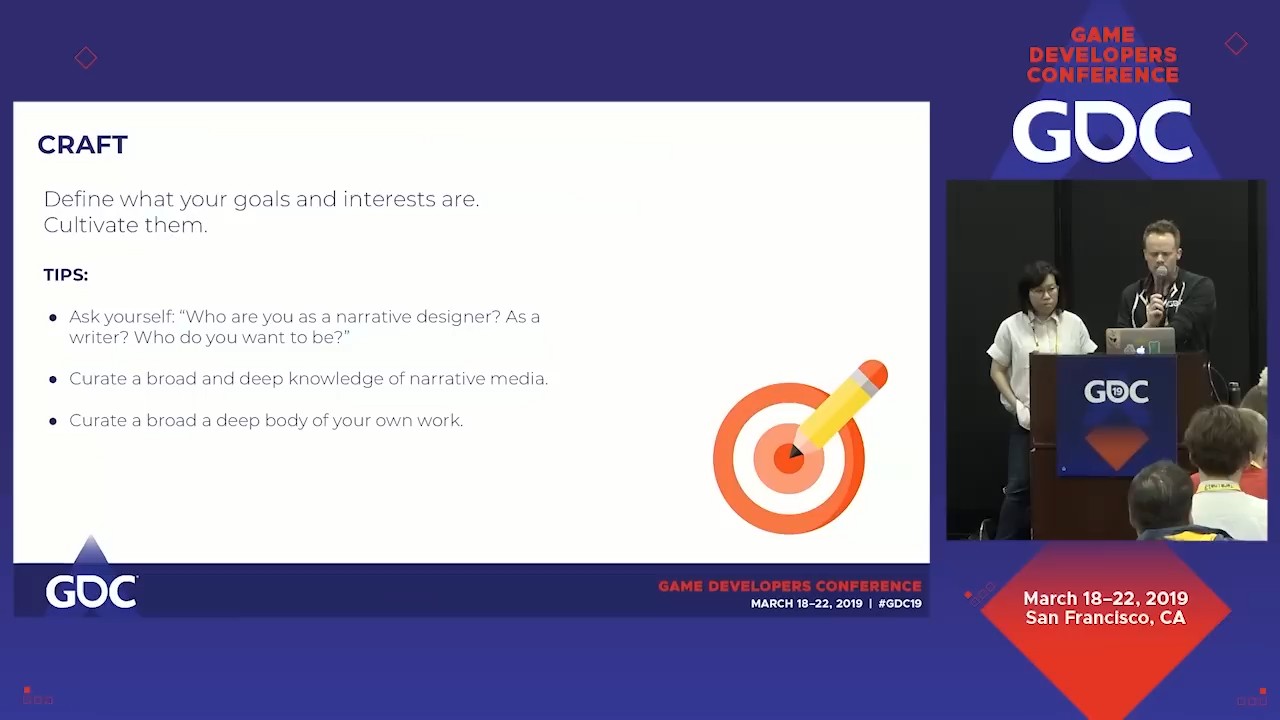 GAME
DEVELOPERS
CONFERENCE
GDC
CRAFT
Define what your goals and interests are.
Cultivate them.
TIPS:
● Ask yourself: “Who are you as a narrative designer? As a
writer? Who do you want to be?”
● Curate a broad and deep knowledge of narrative media.
● Curate a broad a deep body of your own work.
GDC
GAME DEVELOPERS CONFERENCE
MARCH 18–22, 2019 | #GDC19
GDC
19
March 18–22, 2019
San Francisco, CA